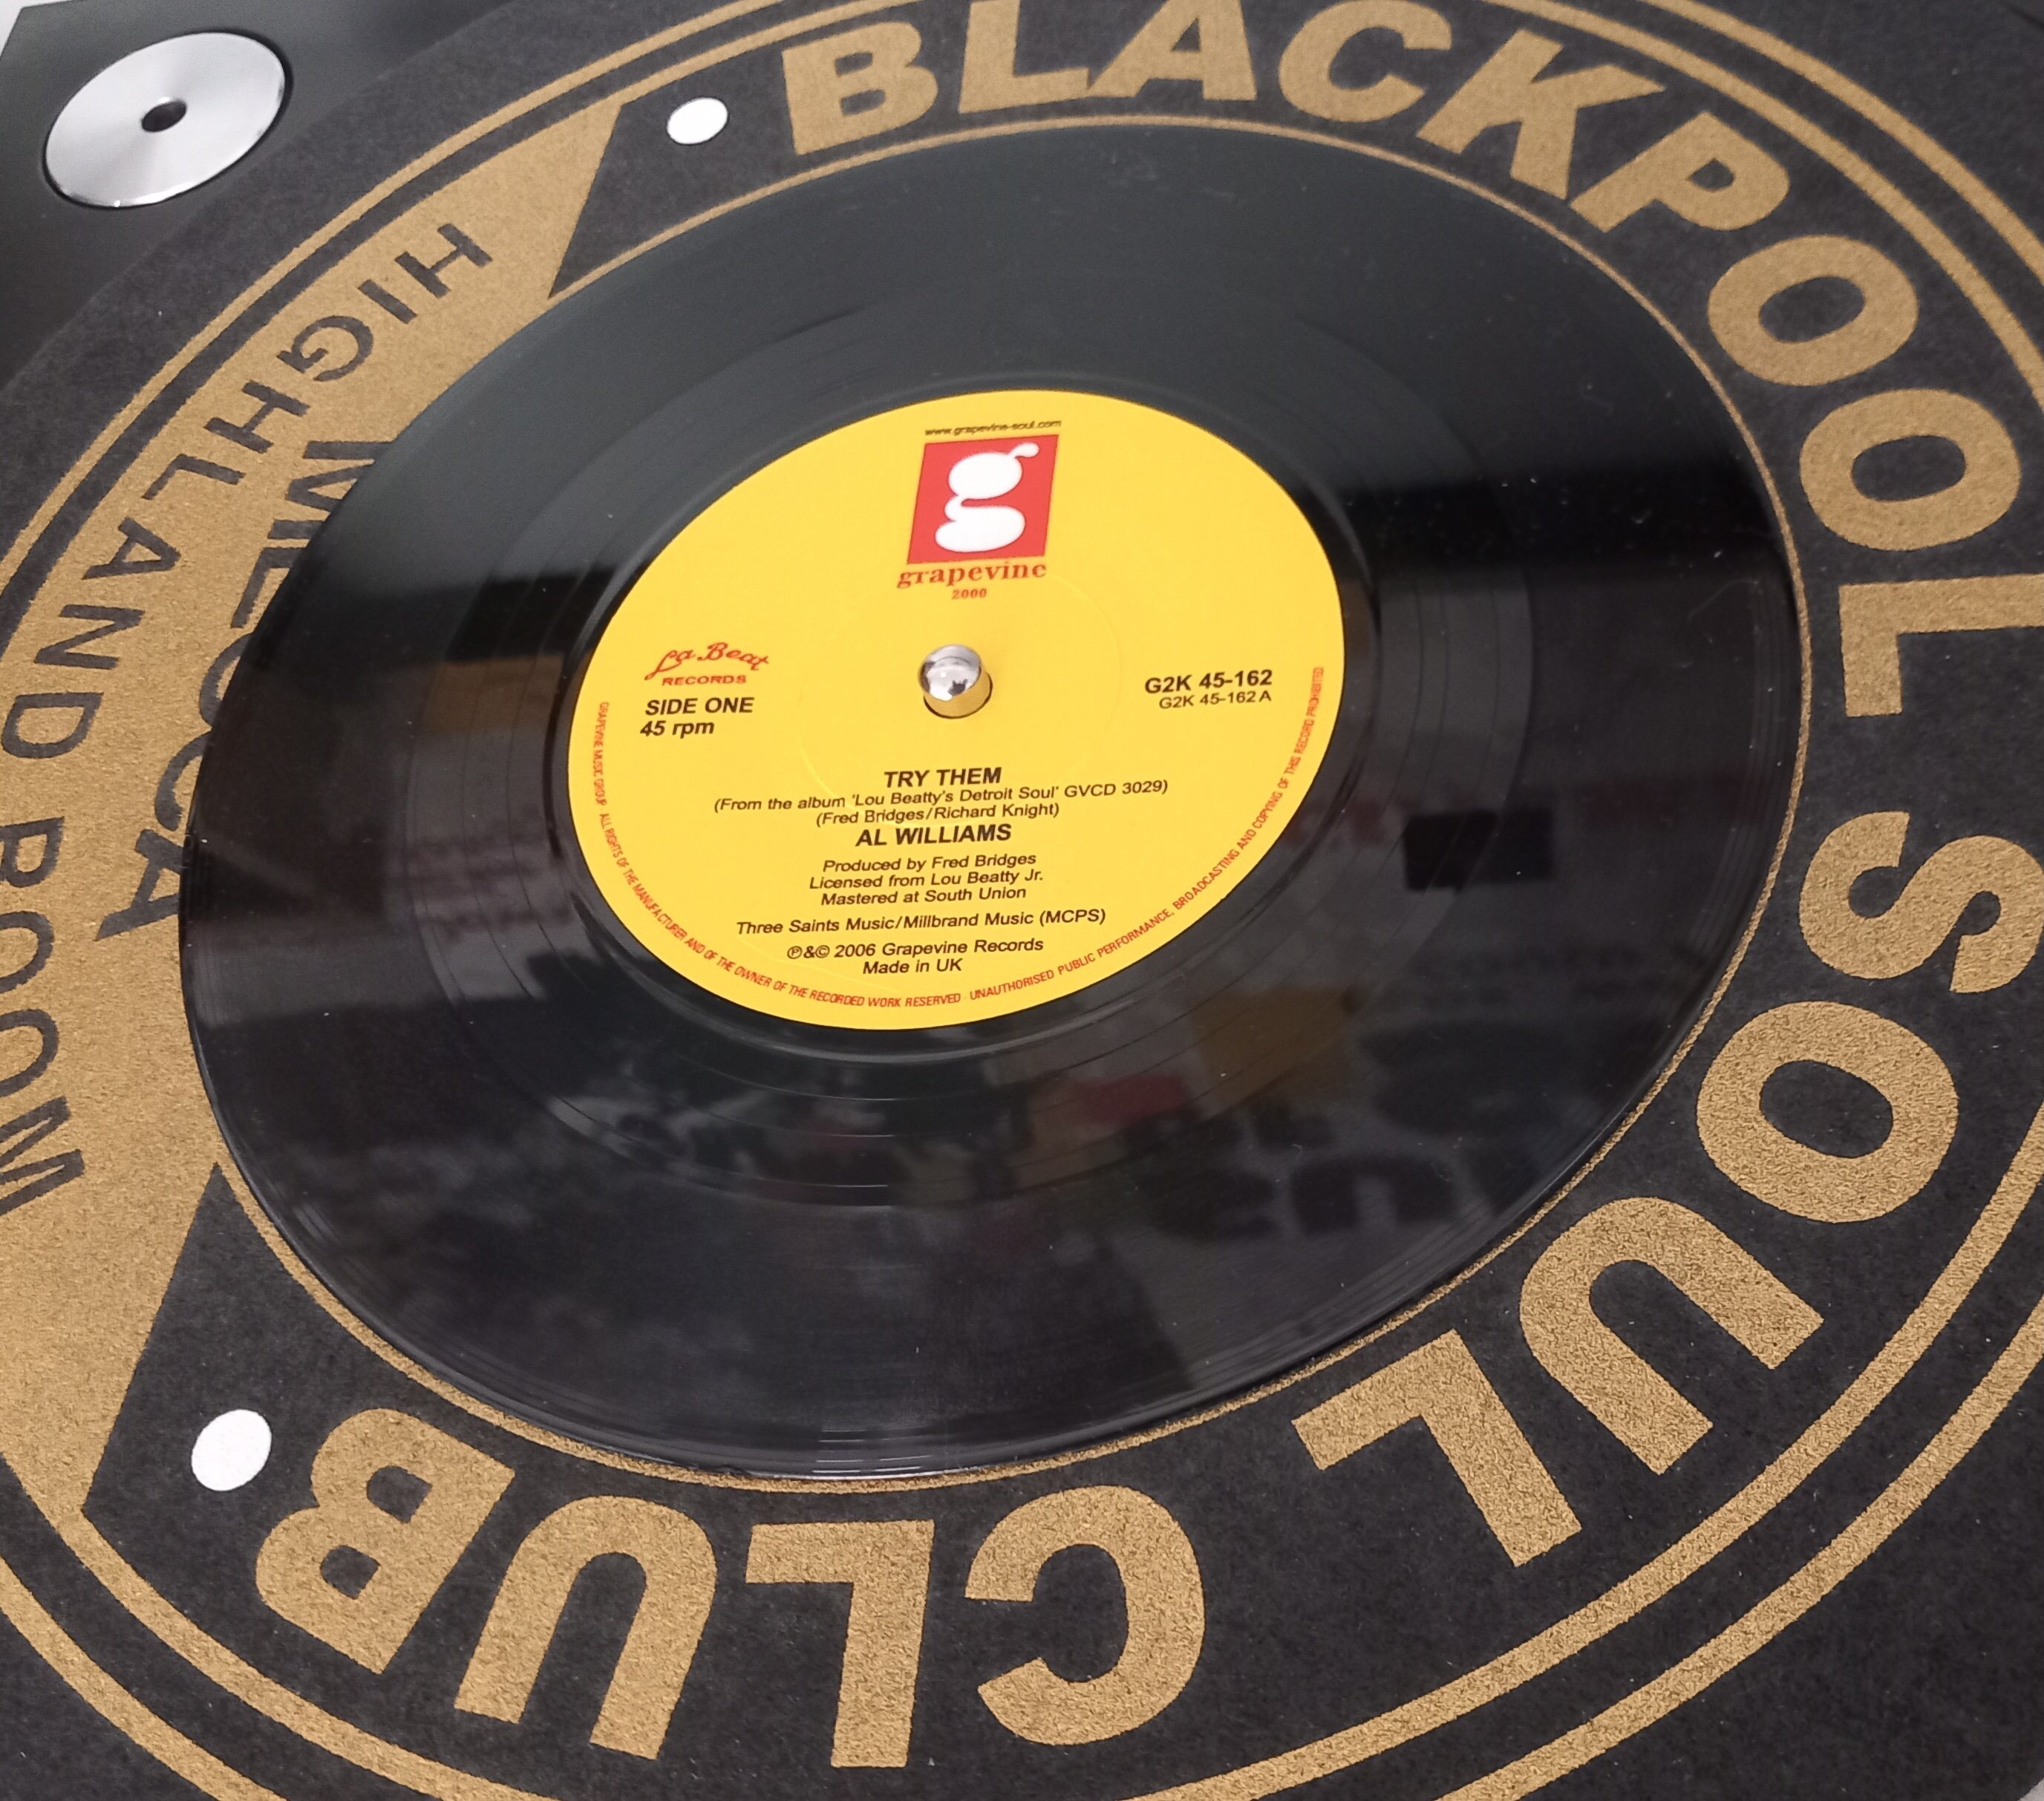 BLACKPOOL SOUL CLUB
HIGHLAND ROOM
MECCA
www.grapevine-soul.com
g
grapevine
2000
La Beat
RECORDS
SIDE ONE
45 rpm
G2K 45-162
G2K 45-162 A
TRY THEM
(From the album 'Lou Beatty's Detroit Soul' GVCD 3029)
(Fred Bridges/Richard Knight)
AL WILLIAMS
Produced by Fred Bridges
Licensed from Lou Beatty Jr.
Mastered at South Union
Three Saints Music/Millbrand Music (MCPS)
℗&© 2006 Grapevine Records
Made in UK
GRAPEVINE MUSIC GROUP · ALL RIGHTS OF THE MANUFACTURER AND OF THE OWNER OF THE RECORDED WORK RESERVED · UNAUTHORISED PUBLIC PERFORMANCE, BROADCASTING AND COPYING OF THIS RECORD PROHIBITED